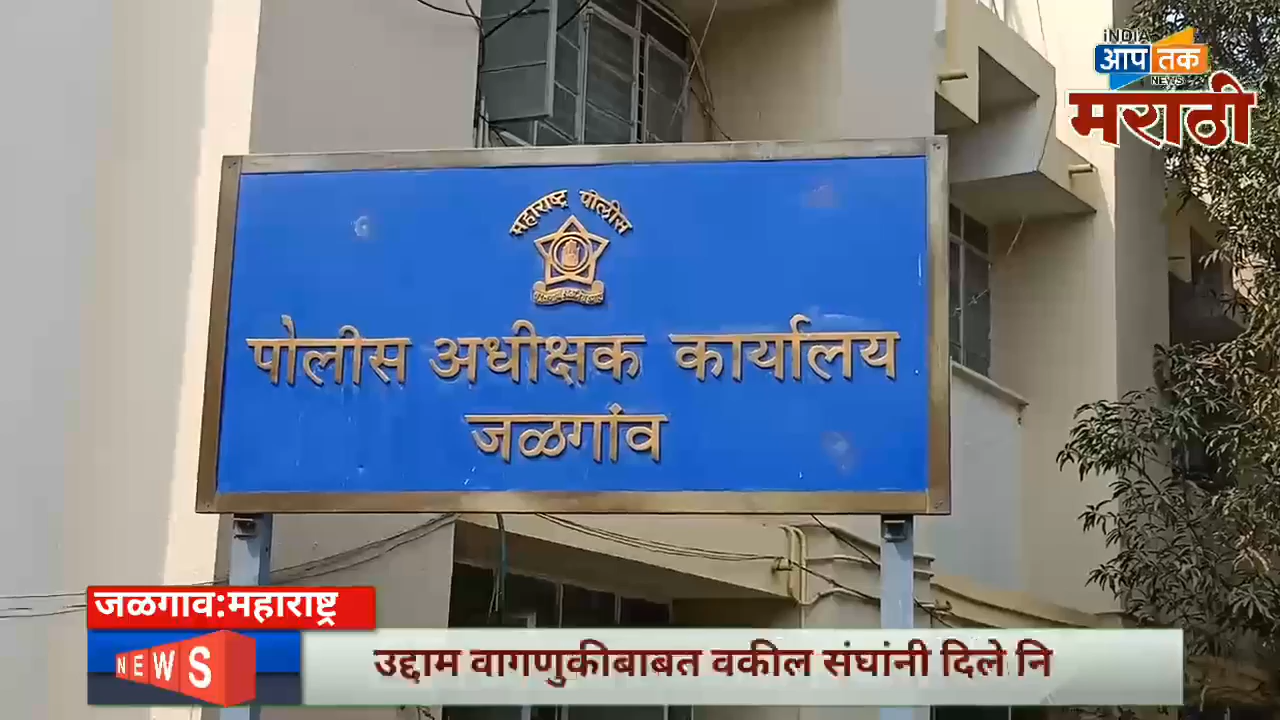 INDIA
आप तक
NEWS
मराठी
महाराष्ट्र पोलीस
पोलीस अधीक्षक कार्यालय
जळगांव
जळगाव:महाराष्ट्र
NEWS
उद्दाम वागणुकीबाबत वकील संघांनी दिले नि